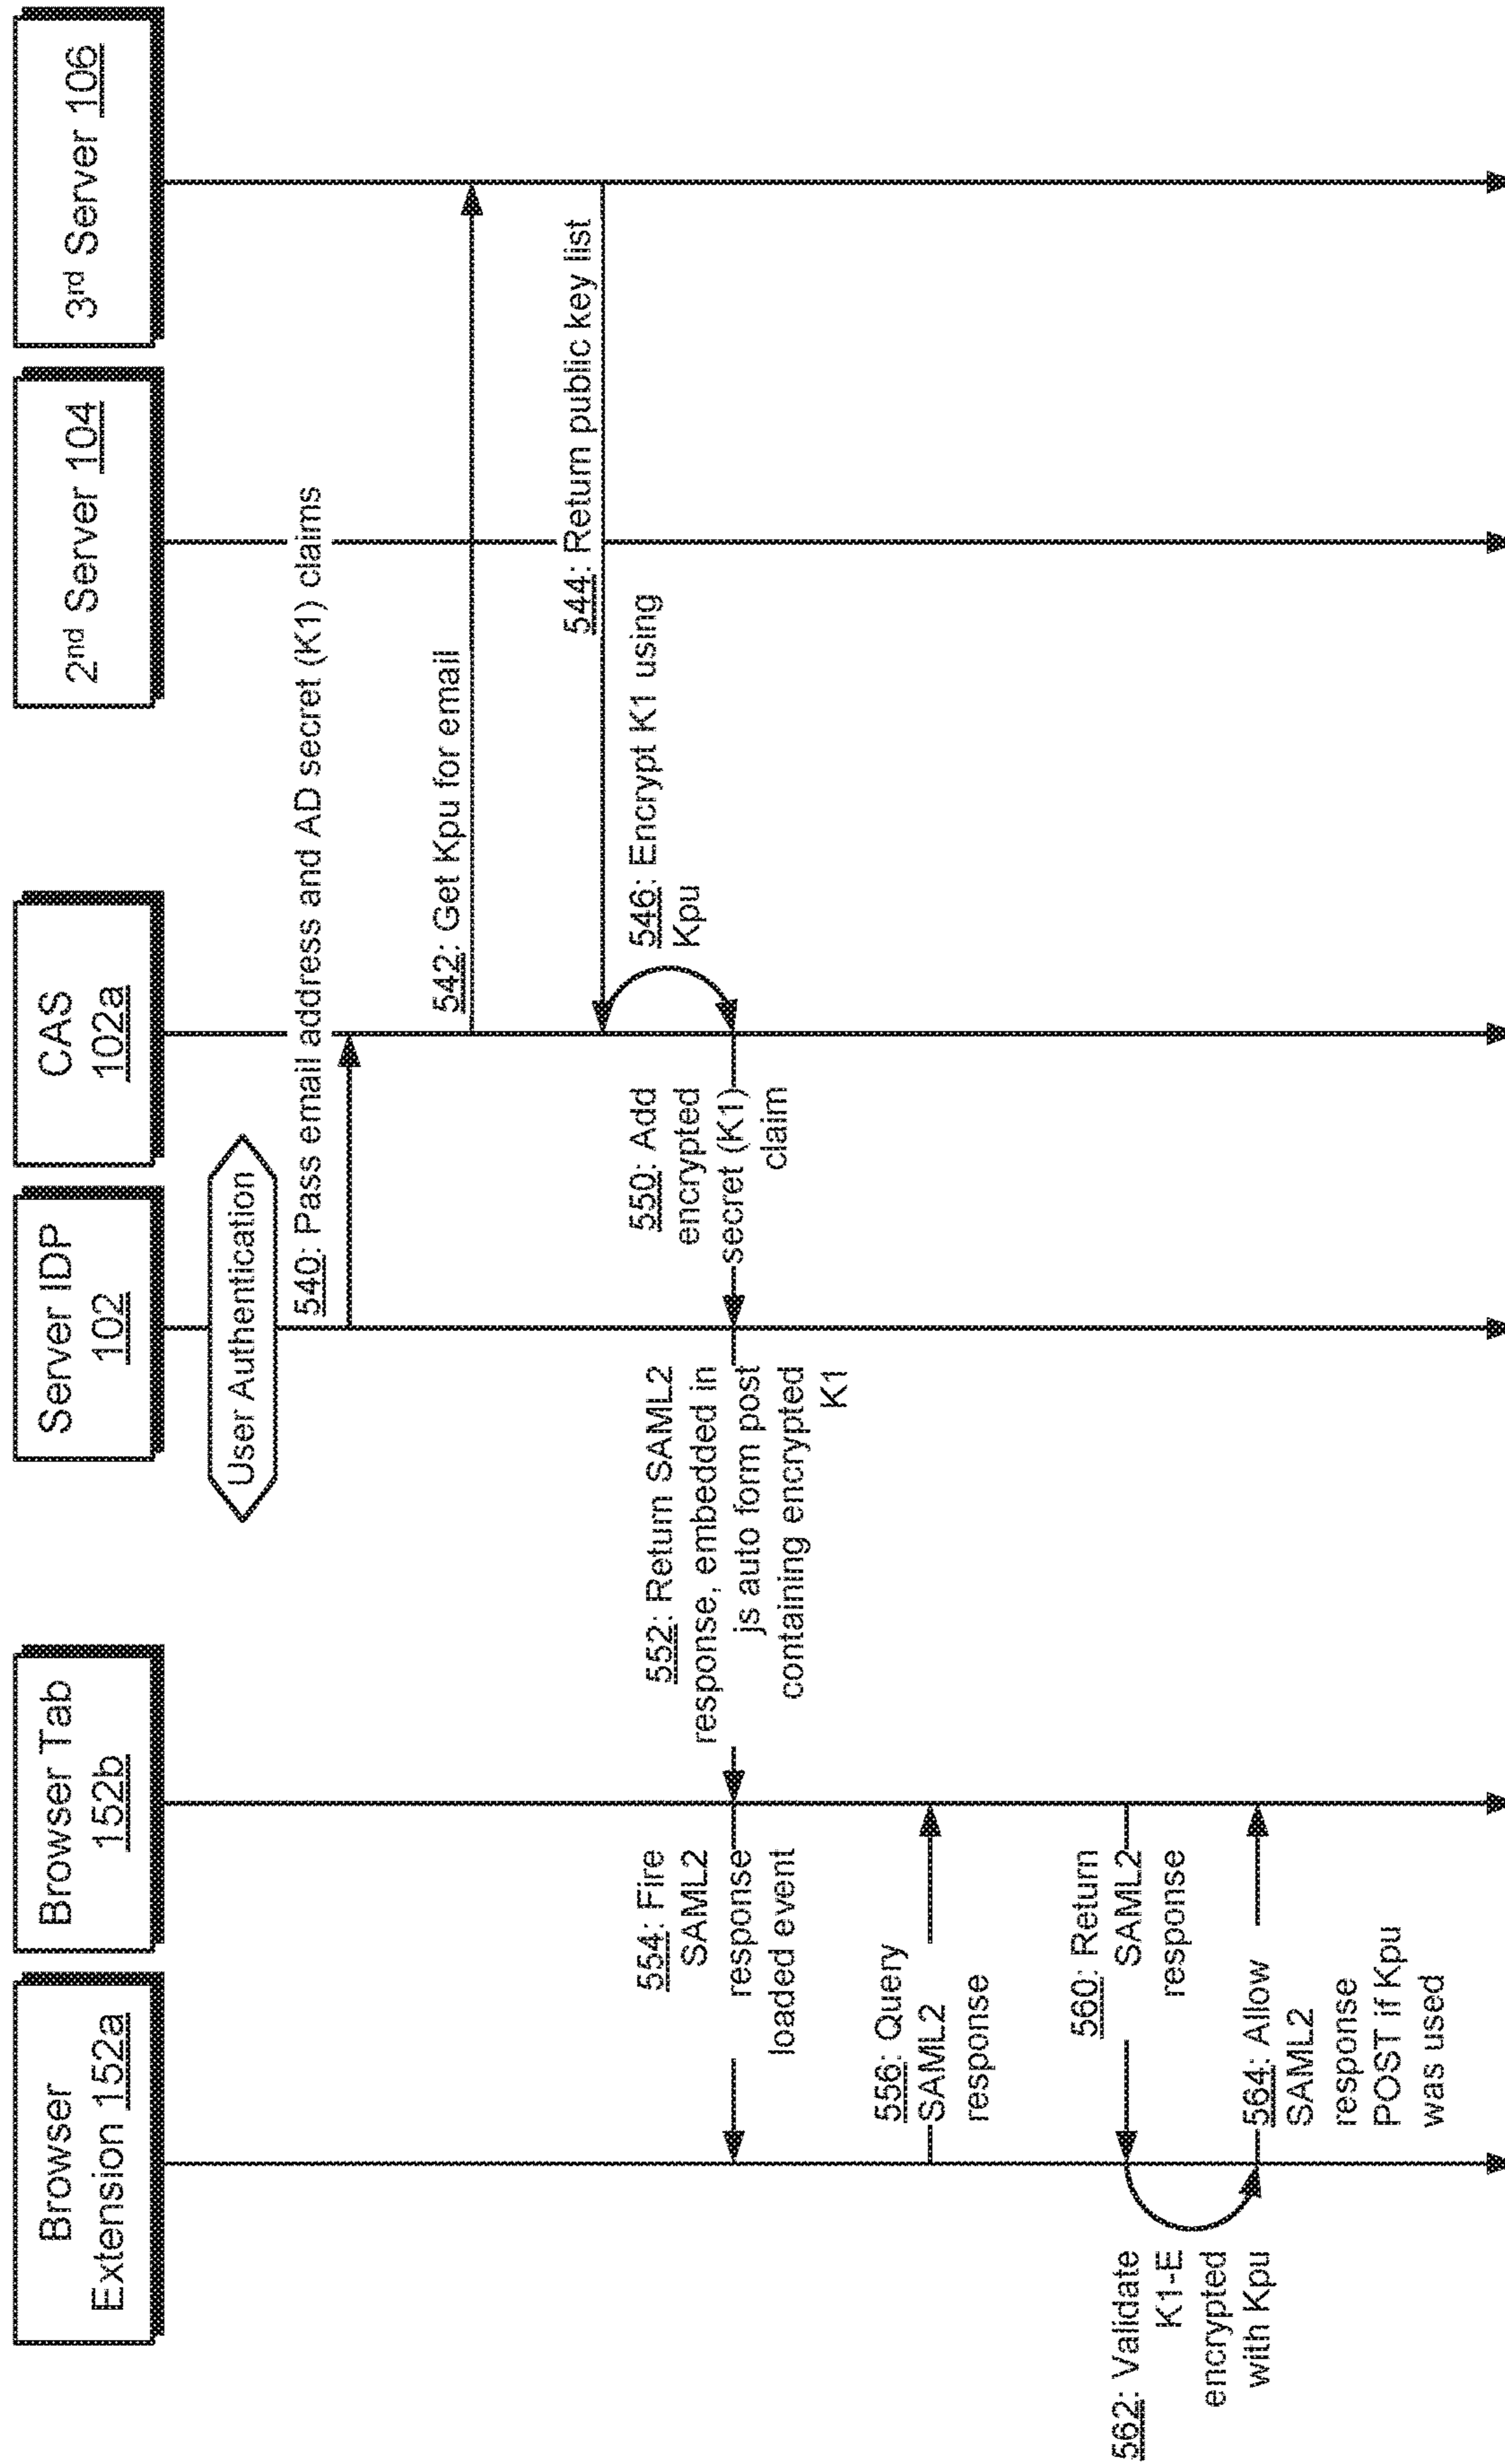 Browser
Extension 152a
Browser Tab
152b
Server IDP
102
CAS
102a
2nd Server 104
3rd Server 106
User Authentication
540: Pass email address and AD secret (K1) claims
542: Get Kpu for email
544: Return public key list
546: Encrypt K1 using
Kpu
550: Add
encrypted
secret (K1)
claim
552: Return SAML2
response, embedded in
js auto form post
containing encrypted
K1
554: Fire
SAML2
response
loaded event
556: Query
SAML2
response
560: Return
SAML2
response
562: Validate
K1-E
encrypted
with Kpu
564: Allow
SAML2
response
POST if Kpu
was used